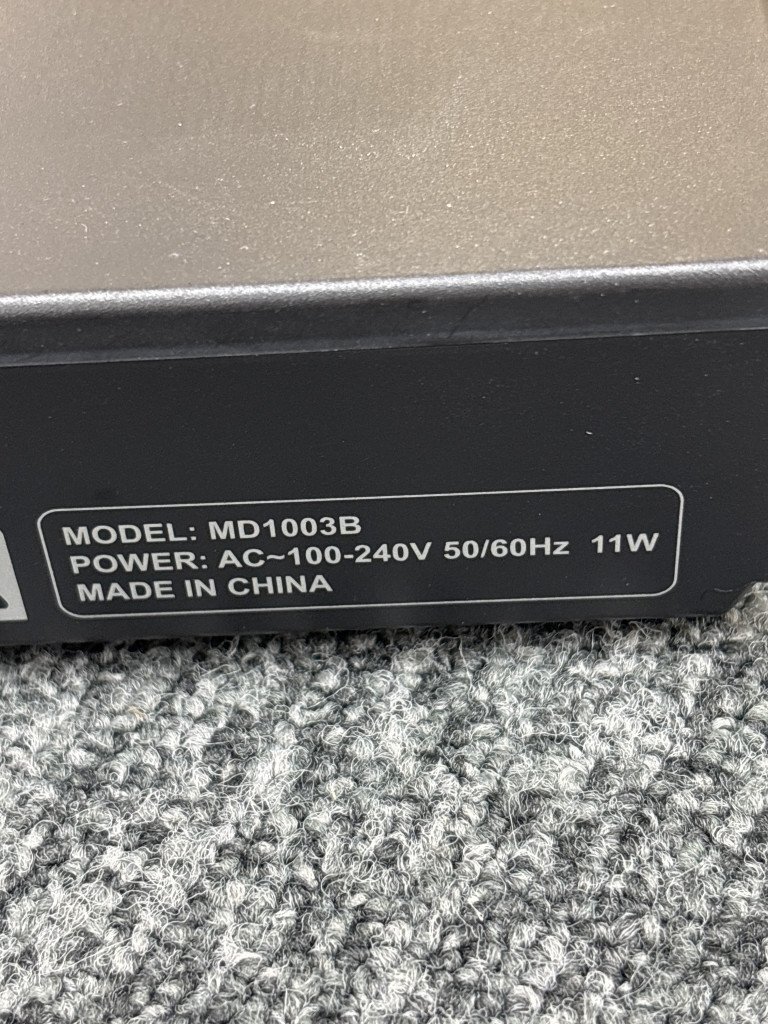 MODEL: MD1003B
POWER: AC~100-240V 50/60Hz 11W
MADE IN CHINA